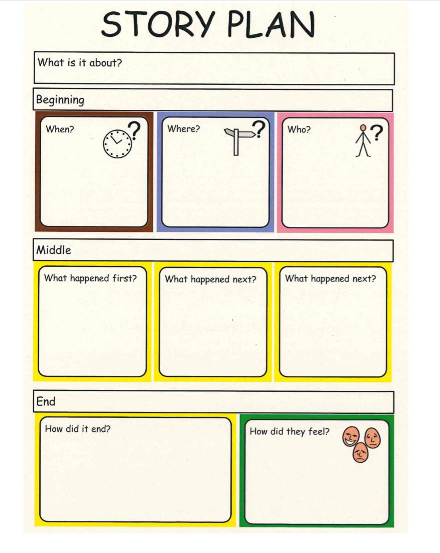 STORY PLAN
What is it about?
Beginning
When? ?
Where? ?
Who? ?
Middle
What happened first?
What happened next?
What happened next?
End
How did it end?
How did they feel?